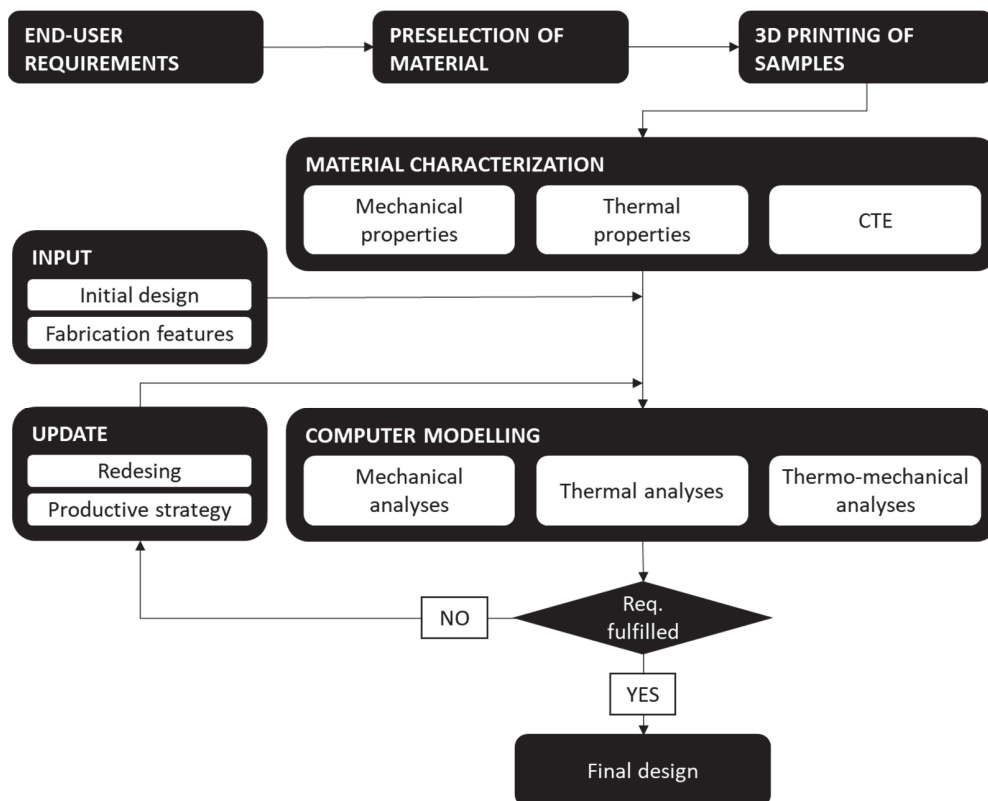 END-USER
REQUIREMENTS
PRESELECTION OF
MATERIAL
3D PRINTING OF
SAMPLES
MATERIAL CHARACTERIZATION
Mechanical
properties
Thermal
properties
CTE
INPUT
Initial design
Fabrication features
UPDATE
Redesing
Productive strategy
COMPUTER MODELLING
Mechanical
analyses
Thermal analyses
Thermo-mechanical
analyses
Req.
fulfilled
NO
YES
Final design